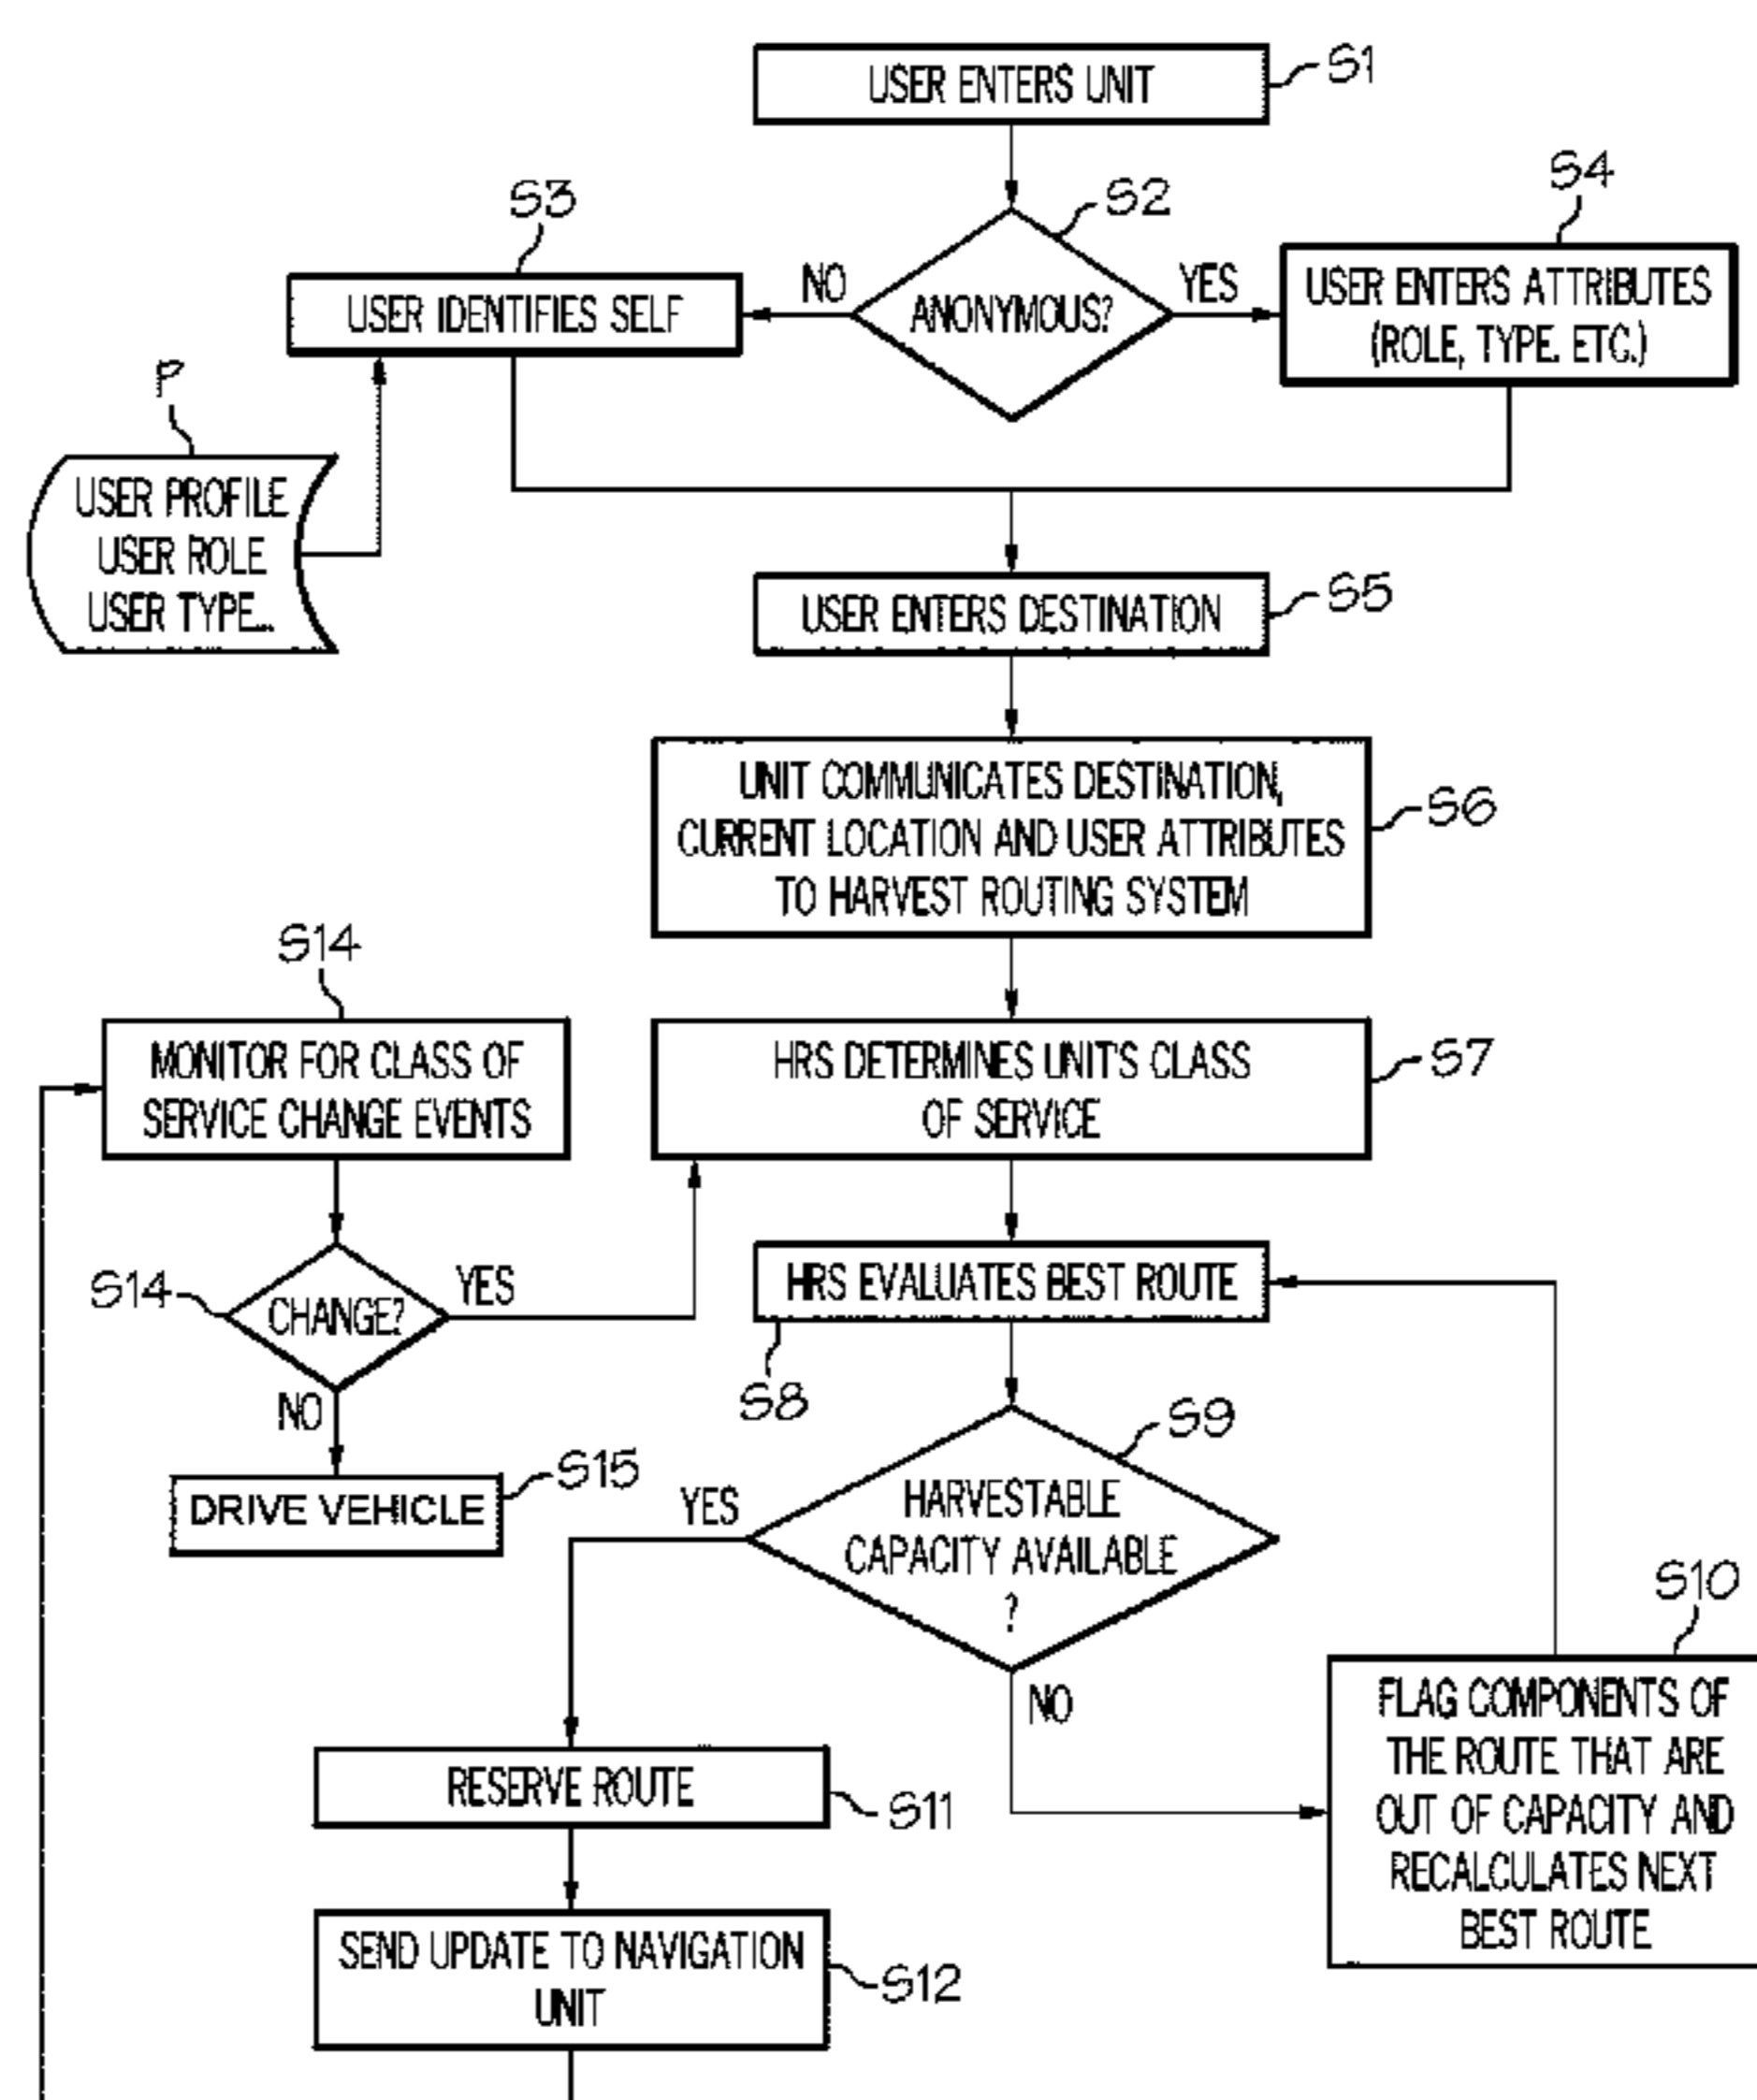 USER ENTERS UNIT
S1
S2
ANONYMOUS?
NO
YES
S3
USER IDENTIFIES SELF
S4
USER ENTERS ATTRIBUTES
(ROLE, TYPE. ETC.)
P
USER PROFILE
USER ROLE
USER TYPE...
USER ENTERS DESTINATION
S5
UNIT COMMUNICATES DESTINATION,
CURRENT LOCATION AND USER ATTRIBUTES
TO HARVEST ROUTING SYSTEM
S6
S14
MONITOR FOR CLASS OF
SERVICE CHANGE EVENTS
HRS DETERMINES UNIT'S CLASS
OF SERVICE
S7
S14
CHANGE?
YES
NO
HRS EVALUATES BEST ROUTE
S8
DRIVE VEHICLE
S15
S9
HARVESTABLE
CAPACITY AVAILABLE
?
YES
NO
S10
FLAG COMPONENTS OF
THE ROUTE THAT ARE
OUT OF CAPACITY AND
RECALCULATES NEXT
BEST ROUTE
RESERVE ROUTE
S11
SEND UPDATE TO NAVIGATION
UNIT
S12